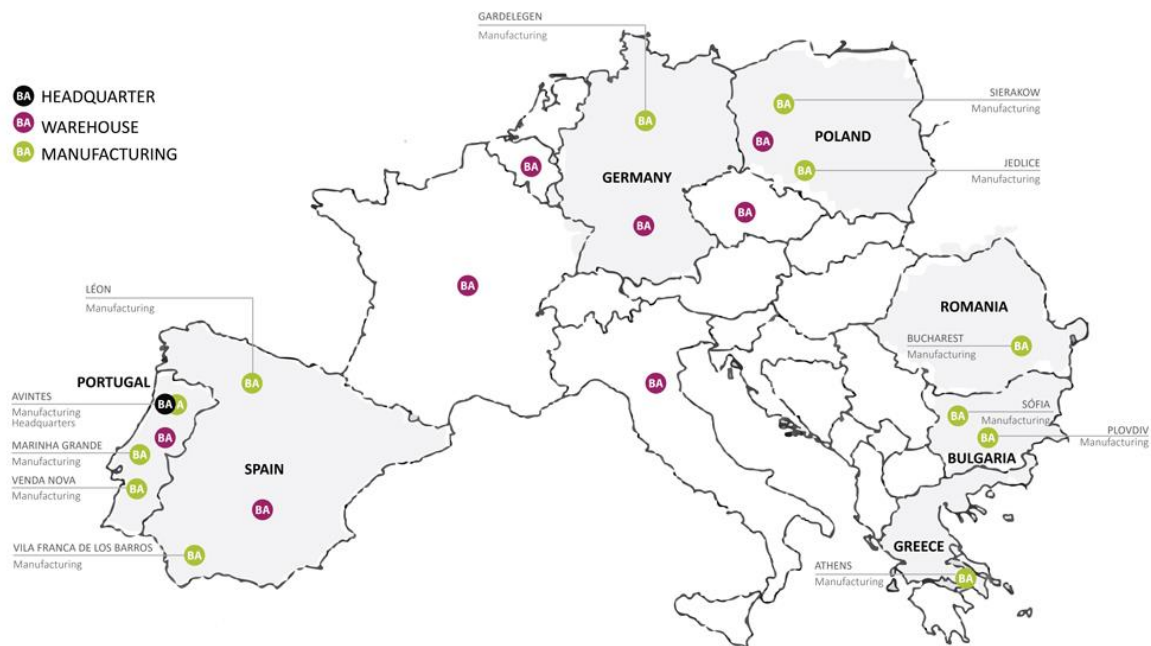 GARDELEGEN
Manufacturing
BA HEADQUARTER
BA WAREHOUSE
BA MANUFACTURING
BA
SIERAKOW
Manufacturing
BA
POLAND
BA
JEDLICE
Manufacturing
BA
BA
GERMANY
BA
BA
BA
LÉON
Manufacturing
ROMANIA
BUCHAREST
Manufacturing
BA
PORTUGAL
BA
BA
AVINTES
Manufacturing
Headquarters
BA
A
SÓFIA
Manufacturing
BA
PLOVDIV
Manufacturing
BA
BULGARIA
MARINHA GRANDE
Manufacturing
BA
BA
SPAIN
VENDA NOVA
Manufacturing
BA
BA
VILA FRANCA DE LOS BARROS
Manufacturing
BA
GREECE
ATHENS
Manufacturing
BA